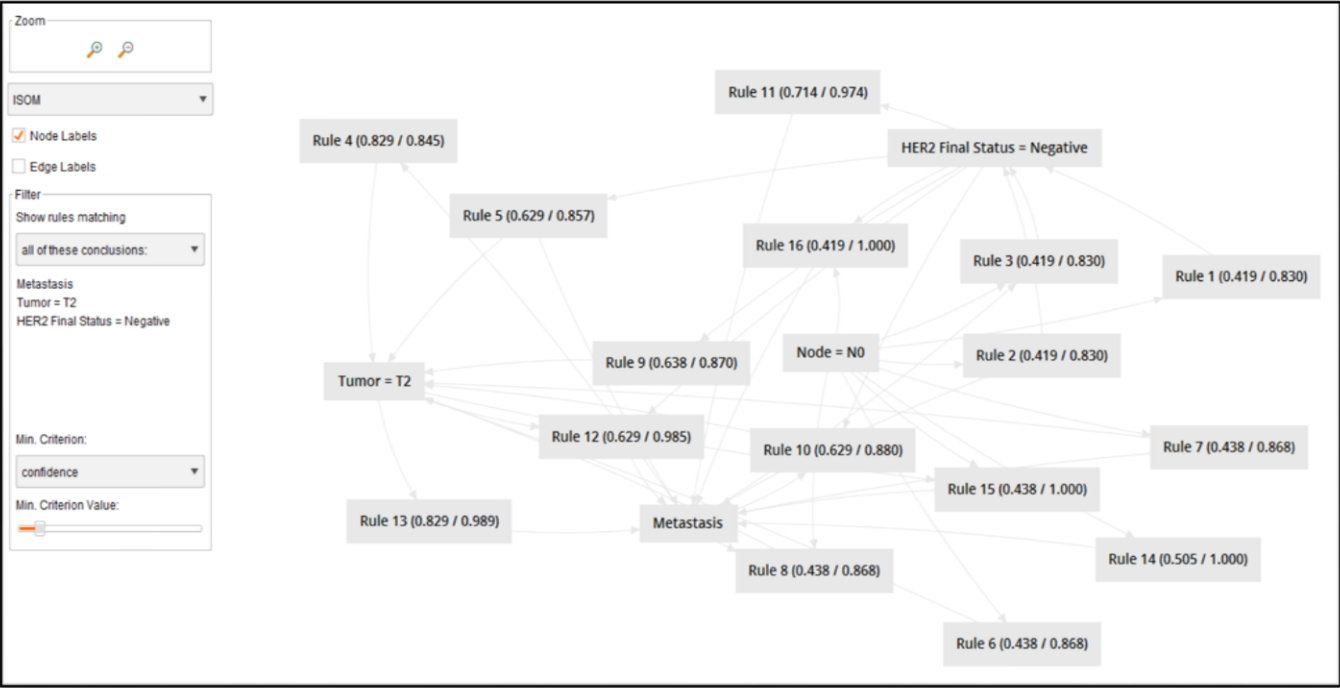 Zoom
ISOM
Node Labels
Edge Labels
Filter
Show rules matching
all of these conclusions:
Metastasis
Tumor = T2
HER2 Final Status = Negative
Min. Criterion:
confidence
Min. Criterion Value:
Rule 11 (0.714 / 0.974)
Rule 4 (0.829 / 0.845)
HER2 Final Status = Negative
Rule 5 (0.629 / 0.857)
Rule 16 (0.419 / 1.000)
Rule 3 (0.419 / 0.830)
Rule 1 (0.419 / 0.830)
Node = N0
Rule 2 (0.419 / 0.830)
Rule 9 (0.638 / 0.870)
Tumor = T2
Rule 12 (0.629 / 0.985)
Rule 10 (0.629 / 0.880)
Rule 7 (0.438 / 0.868)
Rule 15 (0.438 / 1.000)
Rule 13 (0.829 / 0.989)
Metastasis
Rule 14 (0.505 / 1.000)
Rule 8 (0.438 / 0.868)
Rule 6 (0.438 / 0.868)